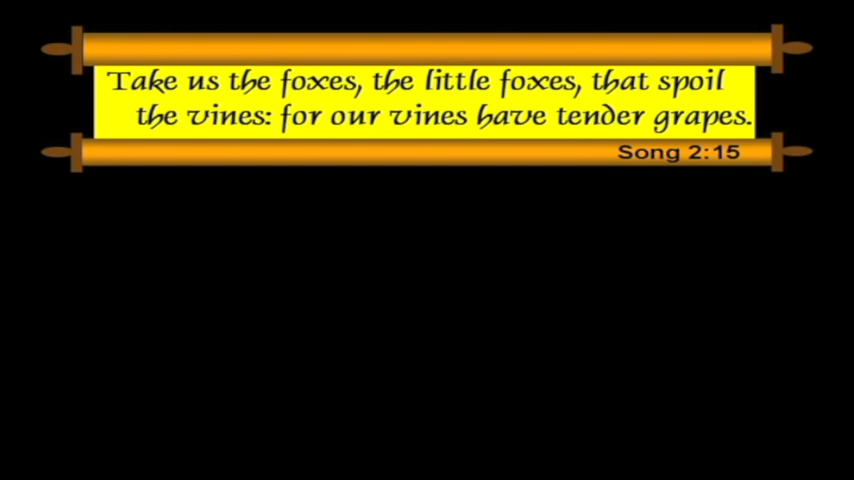 Take us the foxes, the little foxes, that spoil
the vines: for our vines have tender grapes.
Song 2:15